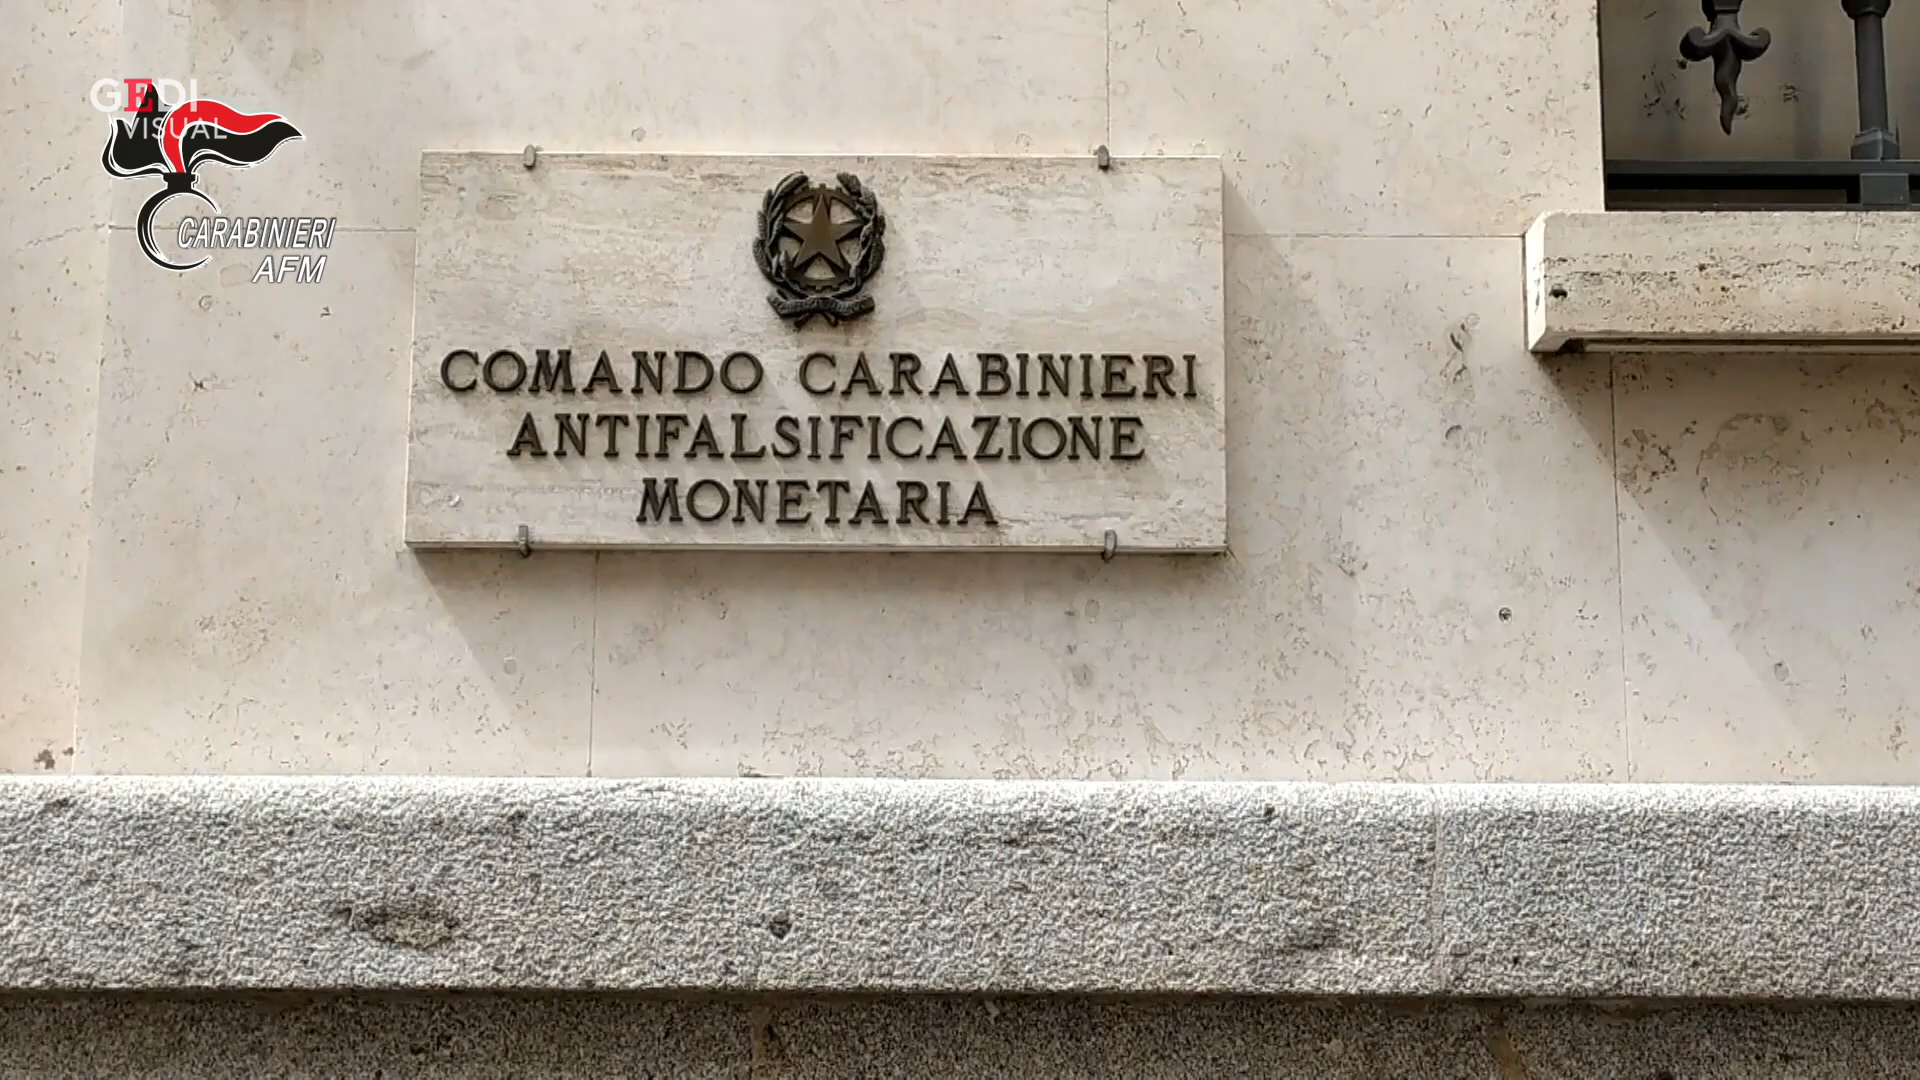 GEDI
VISUAL
CARABINIERI
AFM
COMANDO CARABINIERI
ANTIFALSIFICAZIONE
MONETARIA